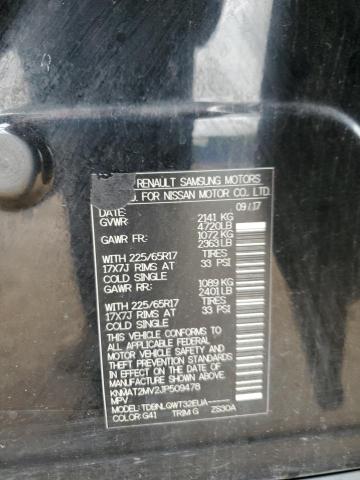 RENAULT SAMSUNG MOTORS
D. FOR NISSAN MOTOR CO., LTD.
DATE: 09/17
GVWR: 2141 KG
4720LB
GAWR FR: 1072 KG
2363LB
WITH 225/65R17 TIRES
17X7J RIMS AT 33 PSI
COLD SINGLE
GAWR RR: 1089 KG
2401LB
WITH 225/65R17 TIRES
17X7J RIMS AT 33 PSI
COLD SINGLE
THIS VEHICLE CONFORMS TO
ALL APPLICABLE FEDERAL
MOTOR VEHICLE SAFETY AND
THEFT PREVENTION STANDARDS
IN EFFECT ON THE DATE OF
MANUFACTURE SHOWN ABOVE.
KNMAT2MV2JP509478
MPV
MODEL: TDBNLGWT32EUA-----
COLOR: G41 TRIM: G ZS30A